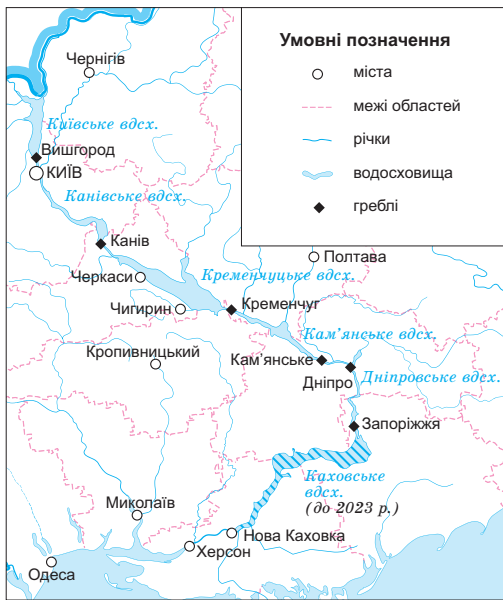 Умовні позначення
міста
межі областей
річки
водосховища
греблі
Чернігів
Київське вдсх.
Вишгород
КИЇВ
Канівське вдсх.
Канів
Полтава
Черкаси
Кременчуцьке вдсх.
Чигирин
Кременчуг
Кам’янське вдсх.
Кропивницький
Кам’янське
Дніпро
Дніпровське вдсх.
Запоріжжя
Каховське
вдсх.
(до 2023 р.)
Миколаїв
Нова Каховка
Херсон
Одеса